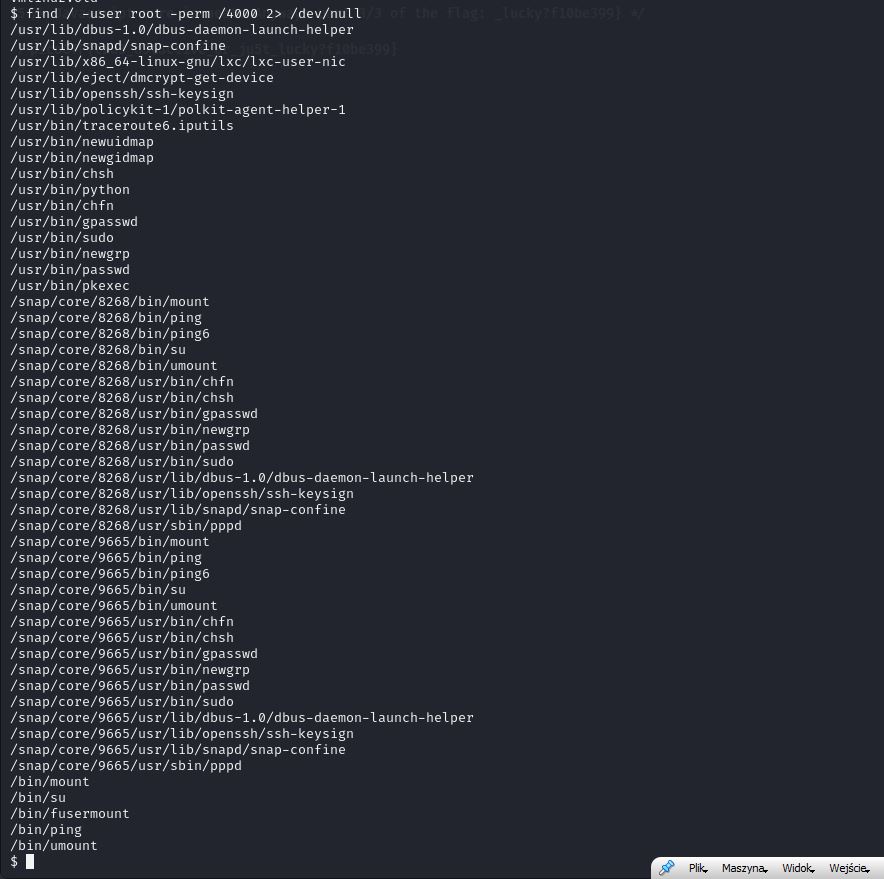 $ find / -user root -perm /4000 2> /dev/null
/3 of the flag: _lucky?f10be399} */
/usr/lib/dbus-1.0/dbus-daemon-launch-helper
/usr/lib/snapd/snap-confine
_ju5t_lucky?f10be399}
/usr/lib/x86_64-linux-gnu/lxc/lxc-user-nic
/usr/lib/eject/dmcrypt-get-device
/usr/lib/openssh/ssh-keysign
/usr/lib/policykit-1/polkit-agent-helper-1
/usr/bin/traceroute6.iputils
/usr/bin/newuidmap
/usr/bin/newgidmap
/usr/bin/chsh
/usr/bin/python
/usr/bin/chfn
/usr/bin/gpasswd
/usr/bin/sudo
/usr/bin/newgrp
/usr/bin/passwd
/usr/bin/pkexec
/snap/core/8268/bin/mount
/snap/core/8268/bin/ping
/snap/core/8268/bin/ping6
/snap/core/8268/bin/su
/snap/core/8268/bin/umount
/snap/core/8268/usr/bin/chfn
/snap/core/8268/usr/bin/chsh
/snap/core/8268/usr/bin/gpasswd
/snap/core/8268/usr/bin/newgrp
/snap/core/8268/usr/bin/passwd
/snap/core/8268/usr/bin/sudo
/snap/core/8268/usr/lib/dbus-1.0/dbus-daemon-launch-helper
/snap/core/8268/usr/lib/openssh/ssh-keysign
/snap/core/8268/usr/lib/snapd/snap-confine
/snap/core/8268/usr/sbin/pppd
/snap/core/9665/bin/mount
/snap/core/9665/bin/ping
/snap/core/9665/bin/ping6
/snap/core/9665/bin/su
/snap/core/9665/bin/umount
/snap/core/9665/usr/bin/chfn
/snap/core/9665/usr/bin/chsh
/snap/core/9665/usr/bin/gpasswd
/snap/core/9665/usr/bin/newgrp
/snap/core/9665/usr/bin/passwd
/snap/core/9665/usr/bin/sudo
/snap/core/9665/usr/lib/dbus-1.0/dbus-daemon-launch-helper
/snap/core/9665/usr/lib/openssh/ssh-keysign
/snap/core/9665/usr/lib/snapd/snap-confine
/snap/core/9665/usr/sbin/pppd
/bin/mount
/bin/su
/bin/fusermount
/bin/ping
/bin/umount
$
Plik Maszyna Widok Wejście